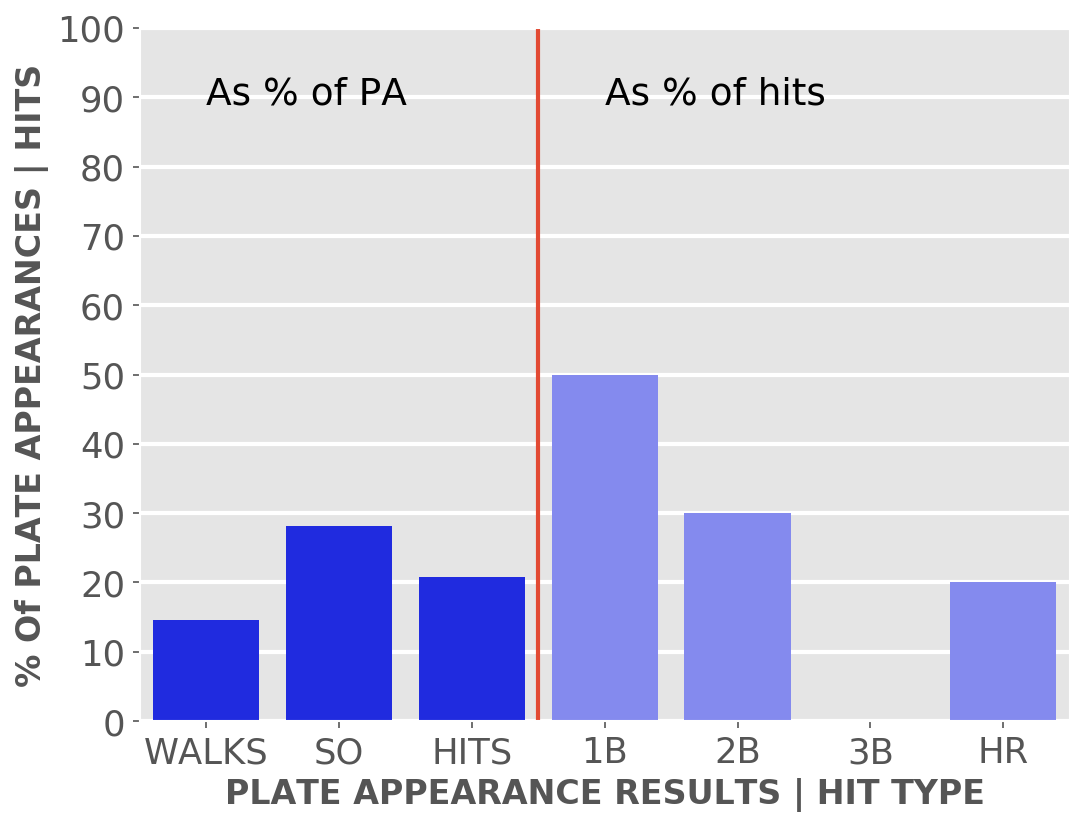 % Of PLATE APPEARANCES | HITS
100
90
80
70
60
50
40
30
20
10
0
As % of PA
As % of hits
WALKS SO HITS 1B 2B 3B HR
PLATE APPEARANCE RESULTS | HIT TYPE